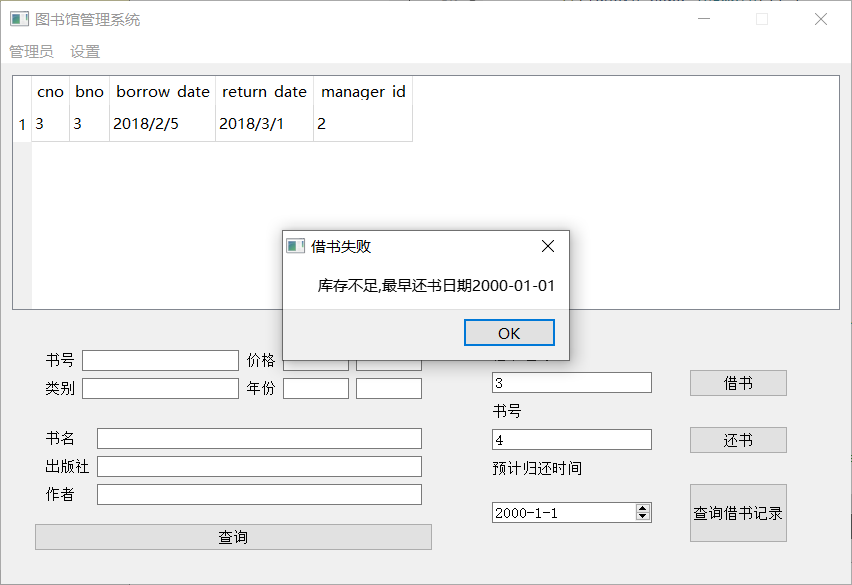 图书馆管理系统
管理员 设置
cno bno borrow date return date manager id
1 3 3 2018/2/5 2018/3/1 2
借书失败
库存不足,最早还书日期2000-01-01
OK
书号 价格
类别 年份
3 借书
书号
书名 4 还书
出版社 预计归还时间
作者
2000-1-1 查询借书记录
查询